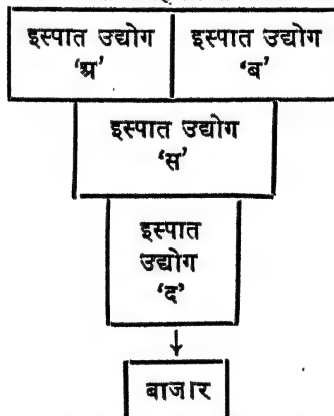 इस्पात उद्योग इस्पात उद्योग
‘अ’ ‘ब’
इस्पात उद्योग
‘स’
इस्पात
उद्योग
‘द’
बाजार